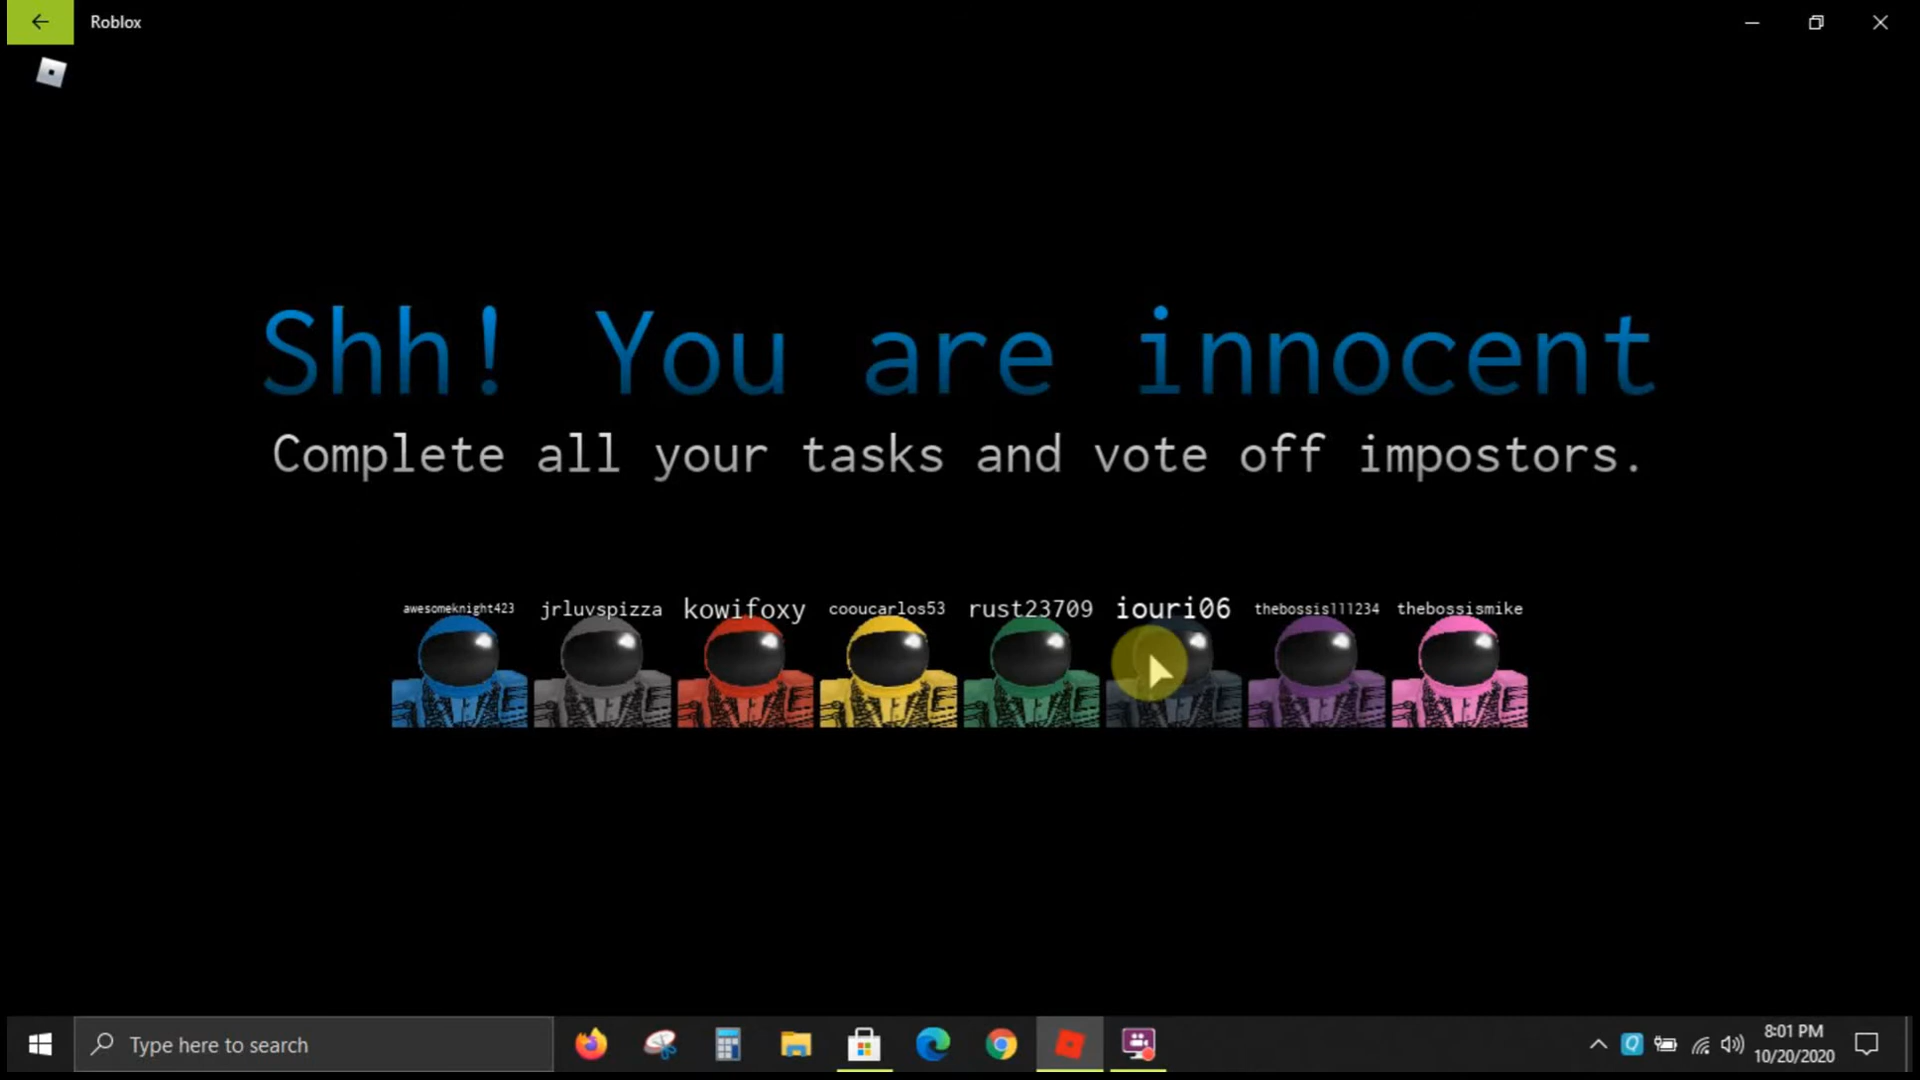 Roblox
Shh! You are innocent
Complete all your tasks and vote off impostors.
awesomeknight423 jrluvspizza kowifoxy cooucarlos53 rust23709 iouri06 thebossis111234 thebossismike
Type here to search
8:01 PM
10/20/2020